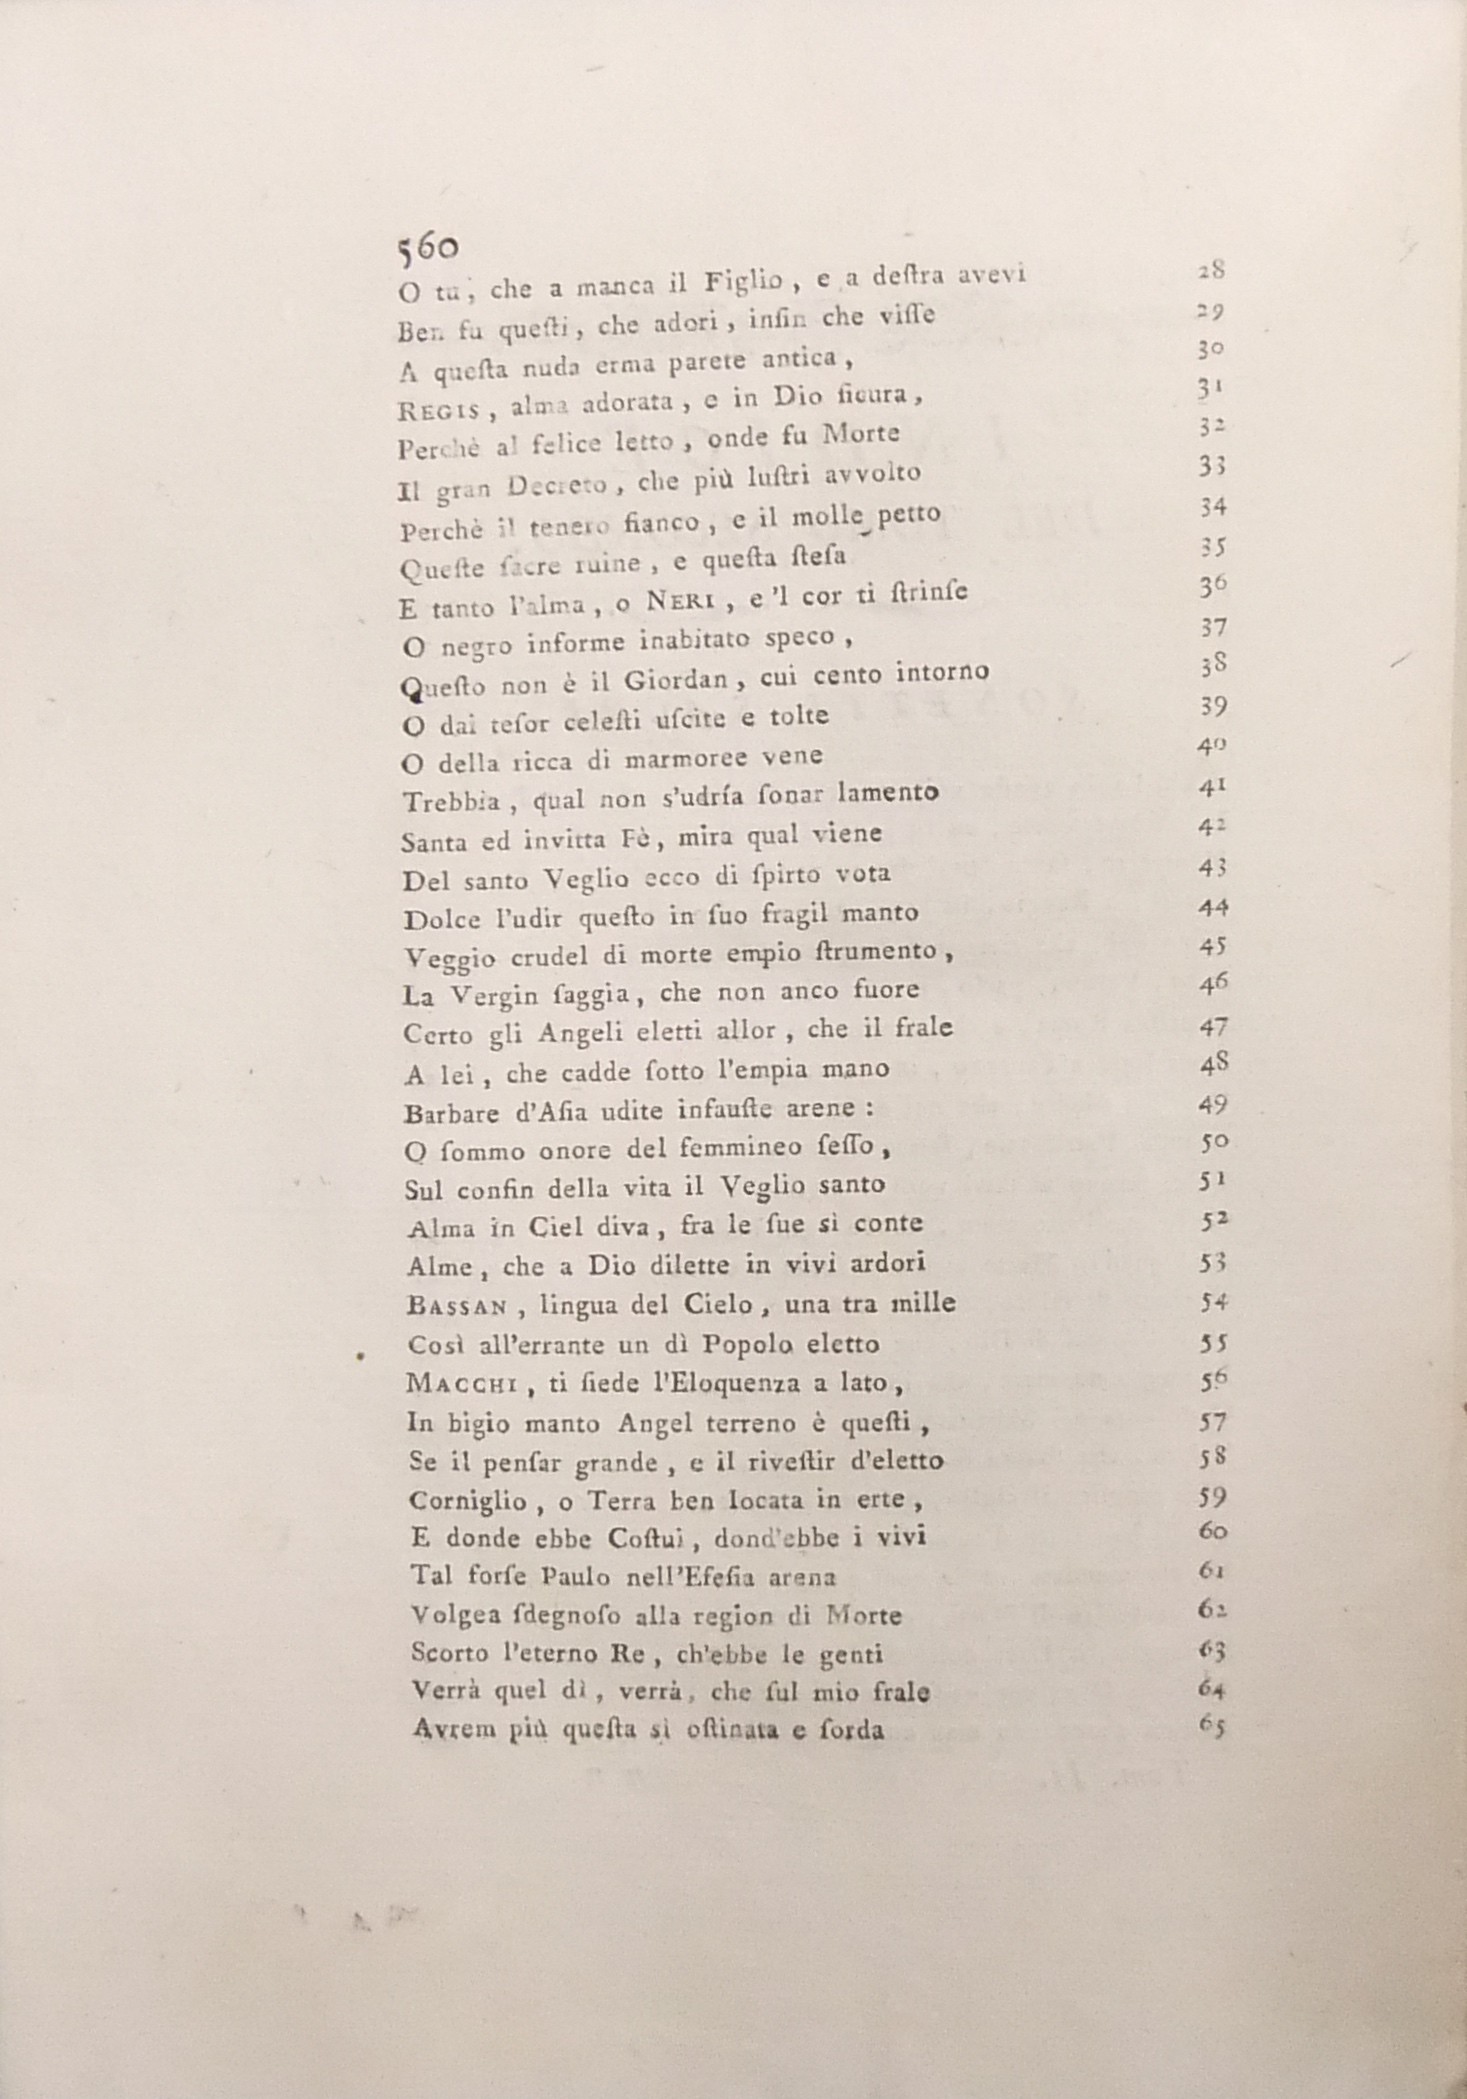 560
O tu, che a manca il Figlio, e a deſtra avevi 28
Ben fu queſti, che adori, inſin che viſſe 29
A queſta nuda erma parete antica, 30
REGIS, alma adorata, e in Dio ſicura, 31
Perchè al felice letto, onde fu Morte 32
Il gran Decreto, che più luſtri avvolto 33
Perchè il tenero fianco, e il molle petto 34
Queſte ſacre ruine, e queſta ſteſa 35
E tanto l'alma, o NERI, e 'l cor ti ſtrinſe 36
O negro informe inabitato speco, 37
Queſto non è il Giordan, cui cento intorno 38
O dai teſor celeſti uſcite e tolte 39
O della ricca di marmoree vene 40
Trebbia, qual non s'udría ſonar lamento 41
Santa ed invitta Fè, mira qual viene 42
Del santo Veglio ecco di ſpirto vota 43
Dolce l'udir queſto in ſuo fragil manto 44
Veggio crudel di morte empio ſtrumento, 45
La Vergin ſaggia, che non anco fuore 46
Certo gli Angeli eletti allor, che il frale 47
A lei, che cadde ſotto l'empia mano 48
Barbare d'Aſia udite infauſte arene: 49
O ſommo onore del femmineo ſeſſo, 50
Sul confin della vita il Veglio santo 51
Alma in Ciel diva, fra le ſue sì conte 52
Alme, che a Dio dilette in vivi ardori 53
BASSAN, lingua del Cielo, una tra mille 54
Così all'errante un dì Popolo eletto 55
MACCHI, ti ſiede l'Eloquenza a lato, 56
In bigio manto Angel terreno è queſti, 57
Se il penſar grande, e il riveſtir d'eletto 58
Corniglio, o Terra ben locata in erte, 59
E donde ebbe Coſtui, dond'ebbe i vivi 60
Tal forſe Paulo nell'Efeſia arena 61
Volgea ſdegnoſo alla region di Morte 62
Scorto l'eterno Re, ch'ebbe le genti 63
Verrà quel dì, verrà, che ſul mio frale 64
Avrem più queſta sì oſtinata e ſorda 65